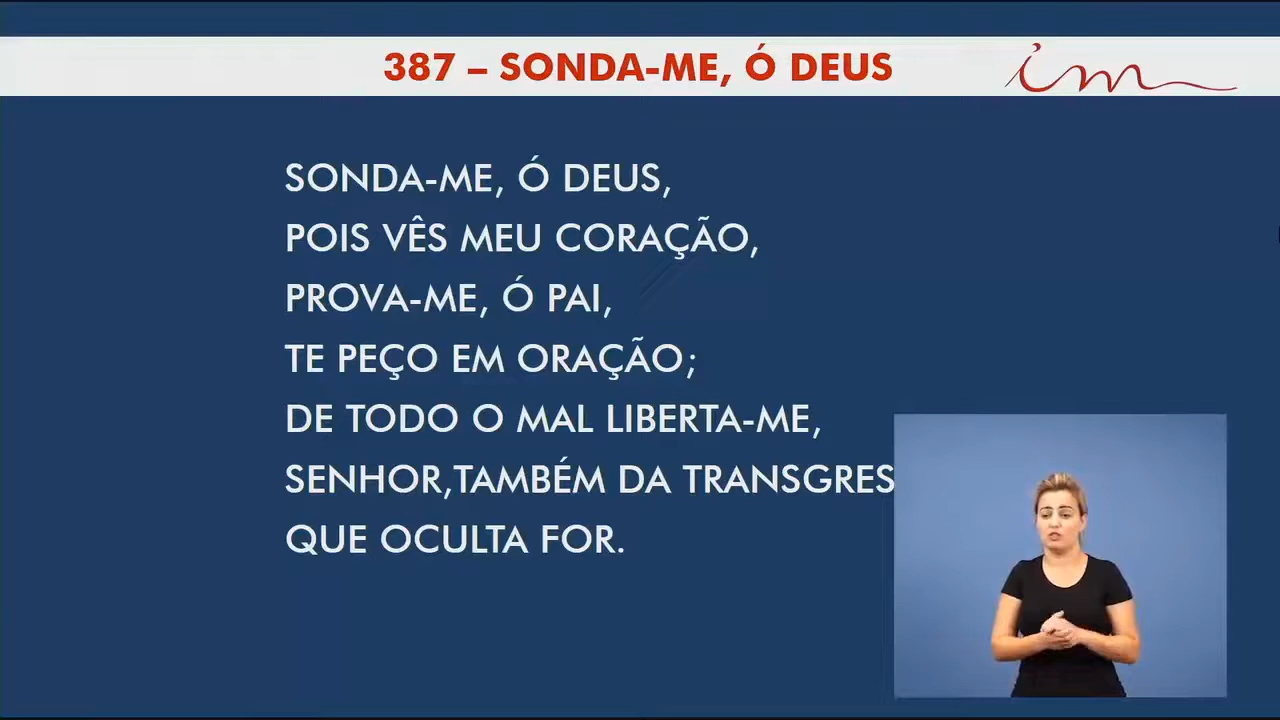 387 – SONDA-ME, Ó DEUS
im
SONDA-ME, Ó DEUS,
POIS VÊS MEU CORAÇÃO,
PROVA-ME, Ó PAI,
TE PEÇO EM ORAÇÃO;
DE TODO O MAL LIBERTA-ME,
SENHOR,TAMBÉM DA TRANSGRES
QUE OCULTA FOR.